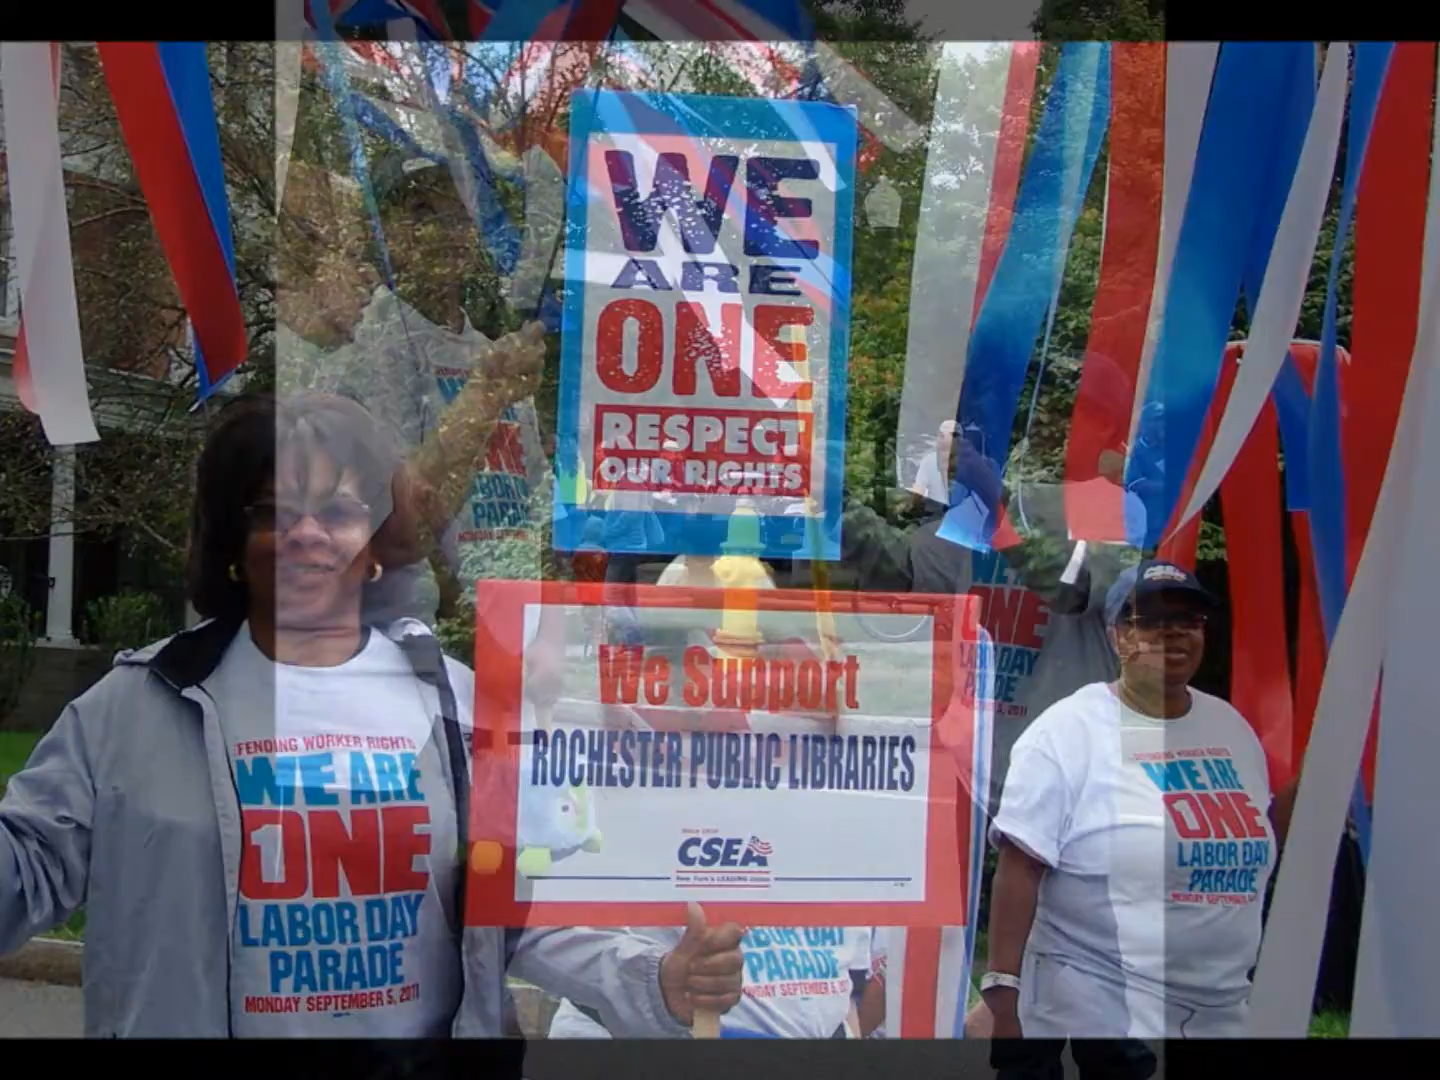 WE
ARE
ONE
RESPECT
OUR RIGHTS
We Support
ROCHESTER PUBLIC LIBRARIES
CSEA
FENDING WORKER RIGHTS
WE ARE
ONE
LABOR DAY
PARADE
MONDAY SEPTEMBER 5, 2011
CSEA
WE ARE
ONE
LABOR DAY
PARADE
ONE
LABOR DAY
LABOR DAY
PARADE